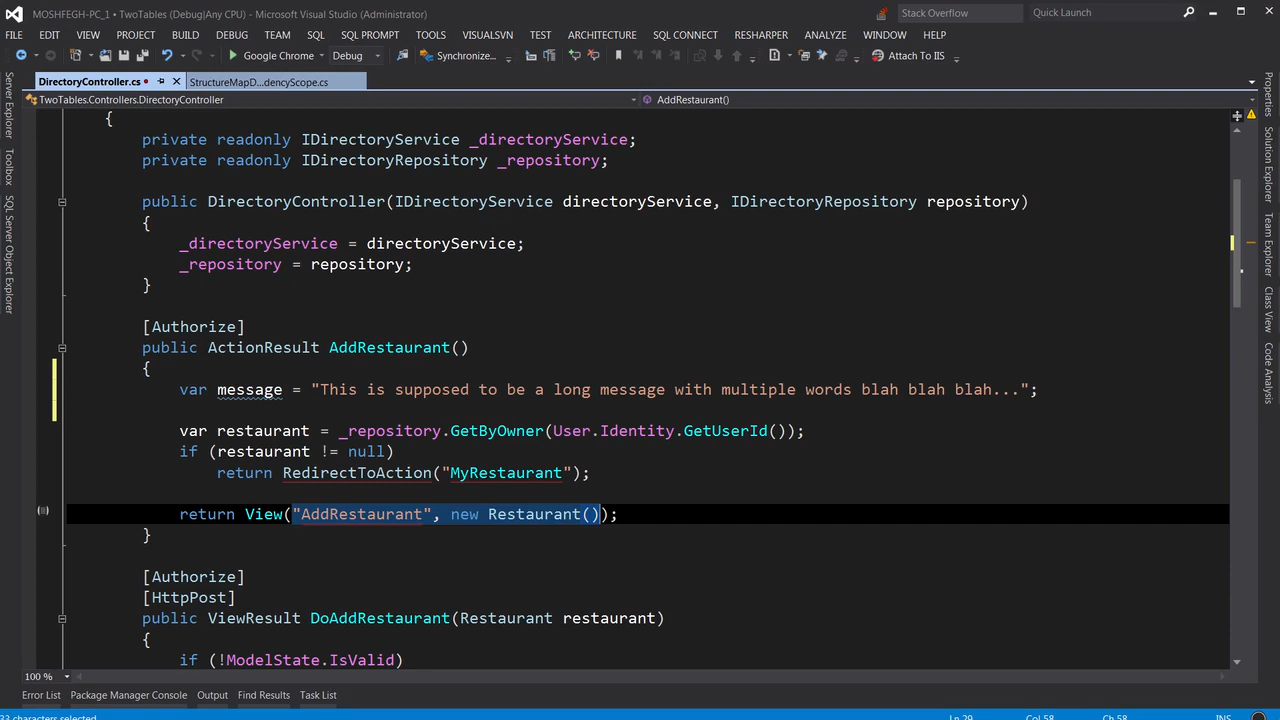 MOSHFEGH-PC_1 ▸ TwoTables (Debug|Any CPU) - Microsoft Visual Studio (Administrator)
Stack Overflow
Quick Launch
FILE EDIT VIEW PROJECT BUILD DEBUG TEAM SQL SQL PROMPT TOOLS VISUALSVN TEST ARCHITECTURE SQL CONNECT RESHARPER ANALYZE WINDOW HELP
Google Chrome Debug Synchronize... Attach To IIS
DirectoryController.cs StructureMapD...dencyScope.cs
TwoTables.Controllers.DirectoryController AddRestaurant()
Server Explorer
Toolbox
SQL Server Object Explorer
{
private readonly IDirectoryService _directoryService;
private readonly IDirectoryRepository _repository;
public DirectoryController(IDirectoryService directoryService, IDirectoryRepository repository)
{
_directoryService = directoryService;
_repository = repository;
}
[Authorize]
public ActionResult AddRestaurant()
{
var message = "This is supposed to be a long message with multiple words blah blah blah...";
var restaurant = _repository.GetByOwner(User.Identity.GetUserId());
if (restaurant != null)
return RedirectToAction("MyRestaurant");
return View("AddRestaurant", new Restaurant());
}
[Authorize]
[HttpPost]
public ViewResult DoAddRestaurant(Restaurant restaurant)
{
if (!ModelState.IsValid)
Properties
Solution Explorer
Team Explorer
Class View
Code Analysis
100 %
Error List Package Manager Console Output Find Results Task List
33 characters selected Ln 29 Col 58 Ch 58 INS